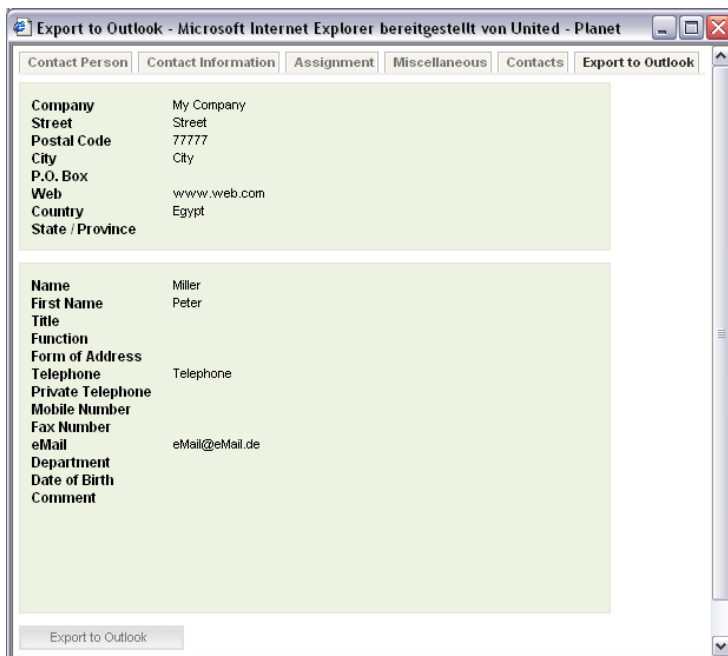 Export to Outlook - Microsoft Internet Explorer bereitgestellt von United - Planet
Contact Person Contact Information Assignment Miscellaneous Contacts Export to Outlook
Company My Company
Street Street
Postal Code 77777
City City
P.O. Box
Web www.web.com
Country Egypt
State / Province
Name Miller
First Name Peter
Title
Function
Form of Address
Telephone Telephone
Private Telephone
Mobile Number
Fax Number
eMail eMail@eMail.de
Department
Date of Birth
Comment
Export to Outlook